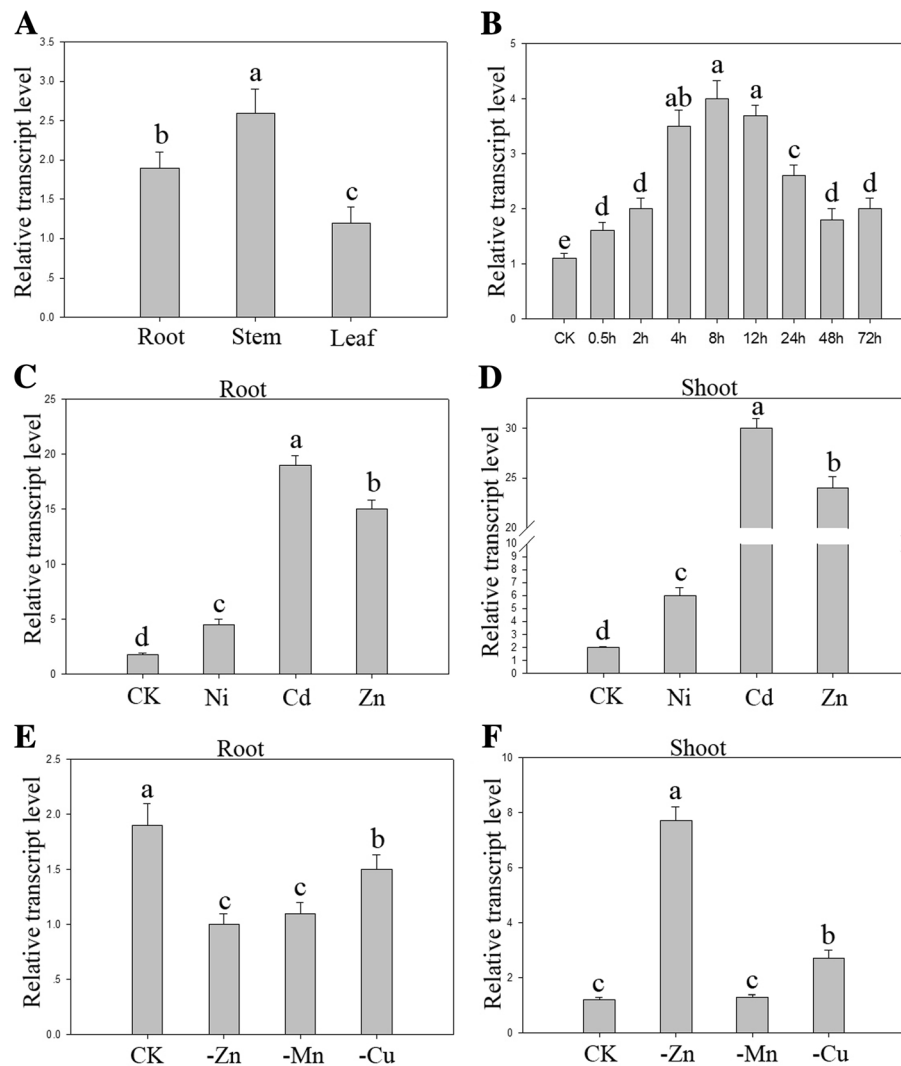 A
Relative transcript level
3.5
3.0
2.5
2.0
1.5
1.0
.5
0.0
b
a
c
Root Stem Leaf
B
Relative transcript level
5
4
3
2
1
0
e
d
d
ab
a
a
c
d
d
CK 0.5h 2h 4h 8h 12h 24h 48h 72h
C
Root
Relative transcript level
25
20
15
10
5
0
d
c
a
b
CK Ni Cd Zn
D
Shoot
Relative transcript level
30
25
20
10
9
8
7
6
5
4
3
2
1
0
d
c
a
b
CK Ni Cd Zn
E
Root
Relative transcript level
2.5
2.0
1.5
1.0
.5
0.0
a
c
c
b
CK -Zn -Mn -Cu
F
Shoot
Relative transcript level
10
8
6
4
2
0
c
a
c
b
CK -Zn -Mn -Cu